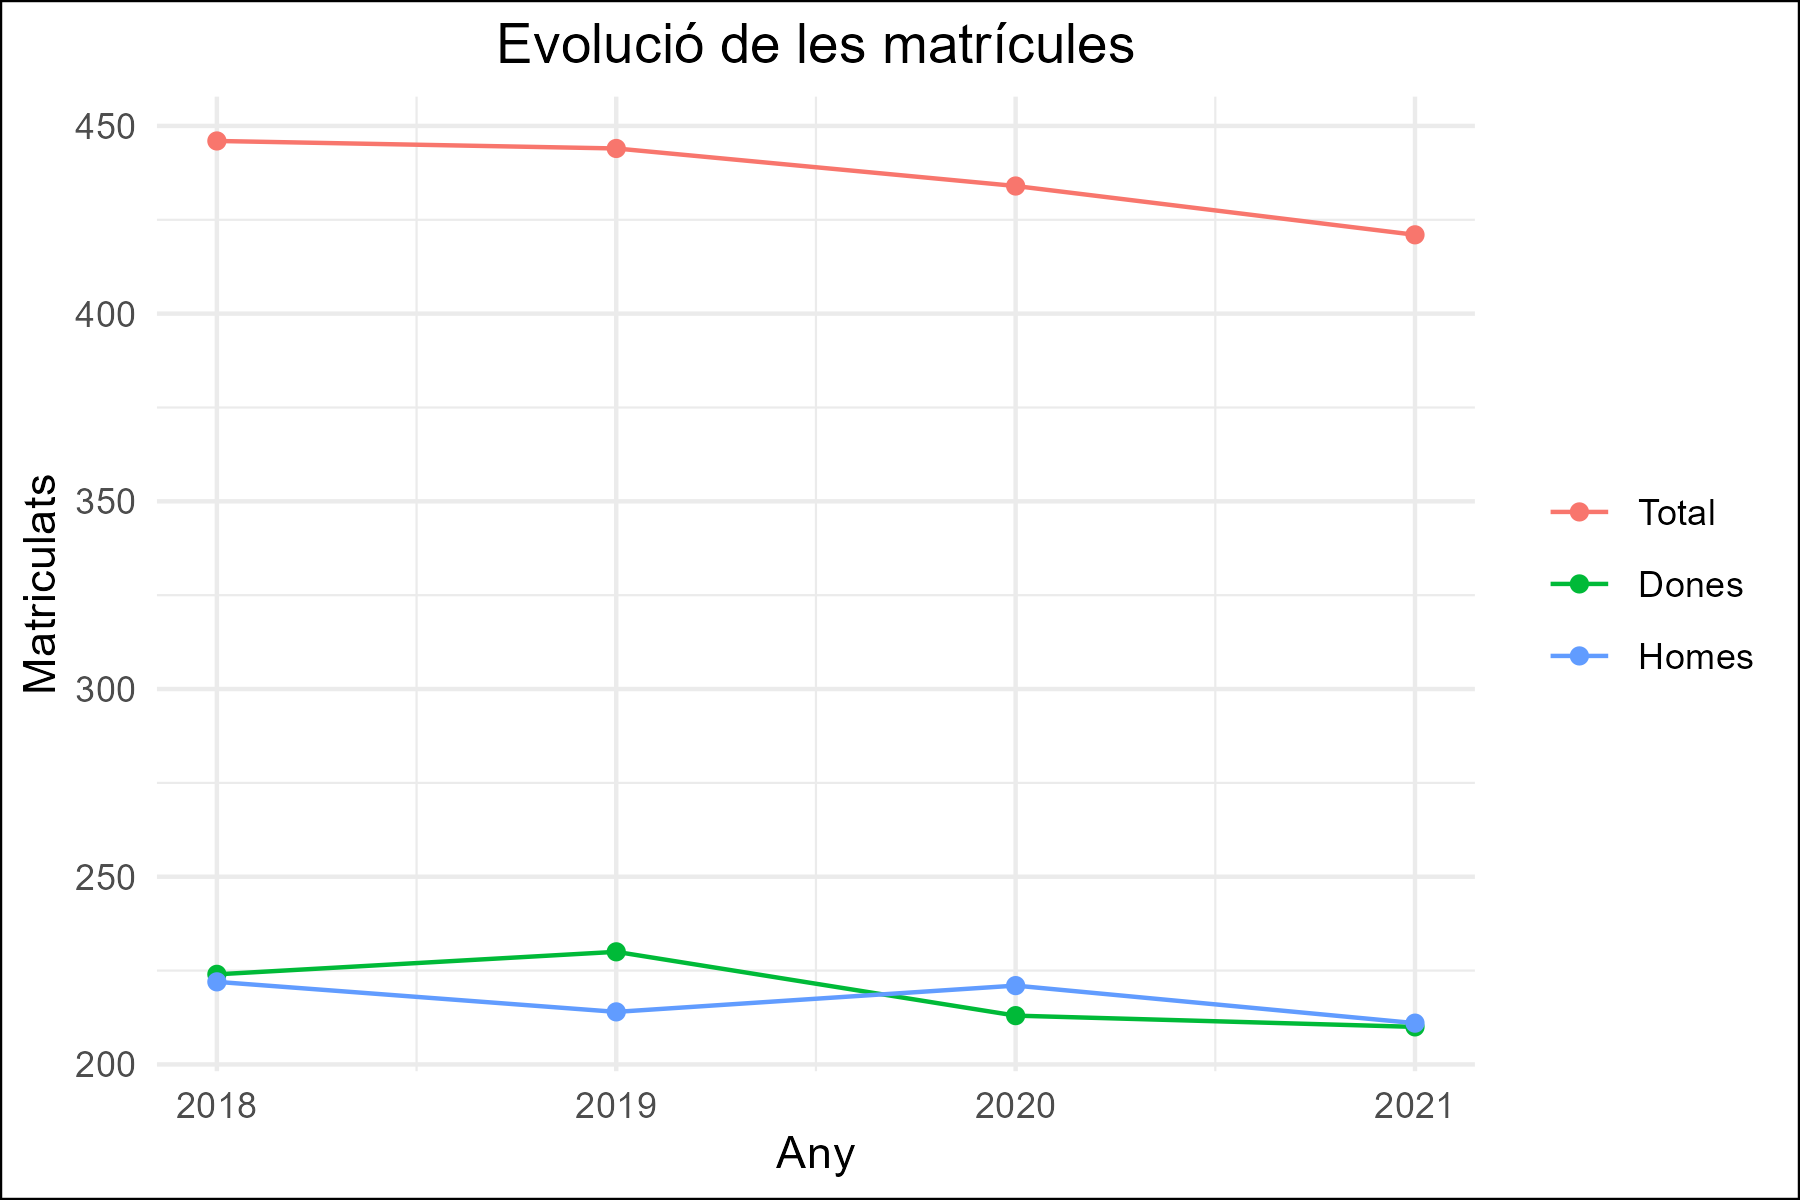 Evolució de les matrícules
Matriculats
450
400
350
300
250
200
2018 2019 2020 2021
Any
Total
Dones
Homes